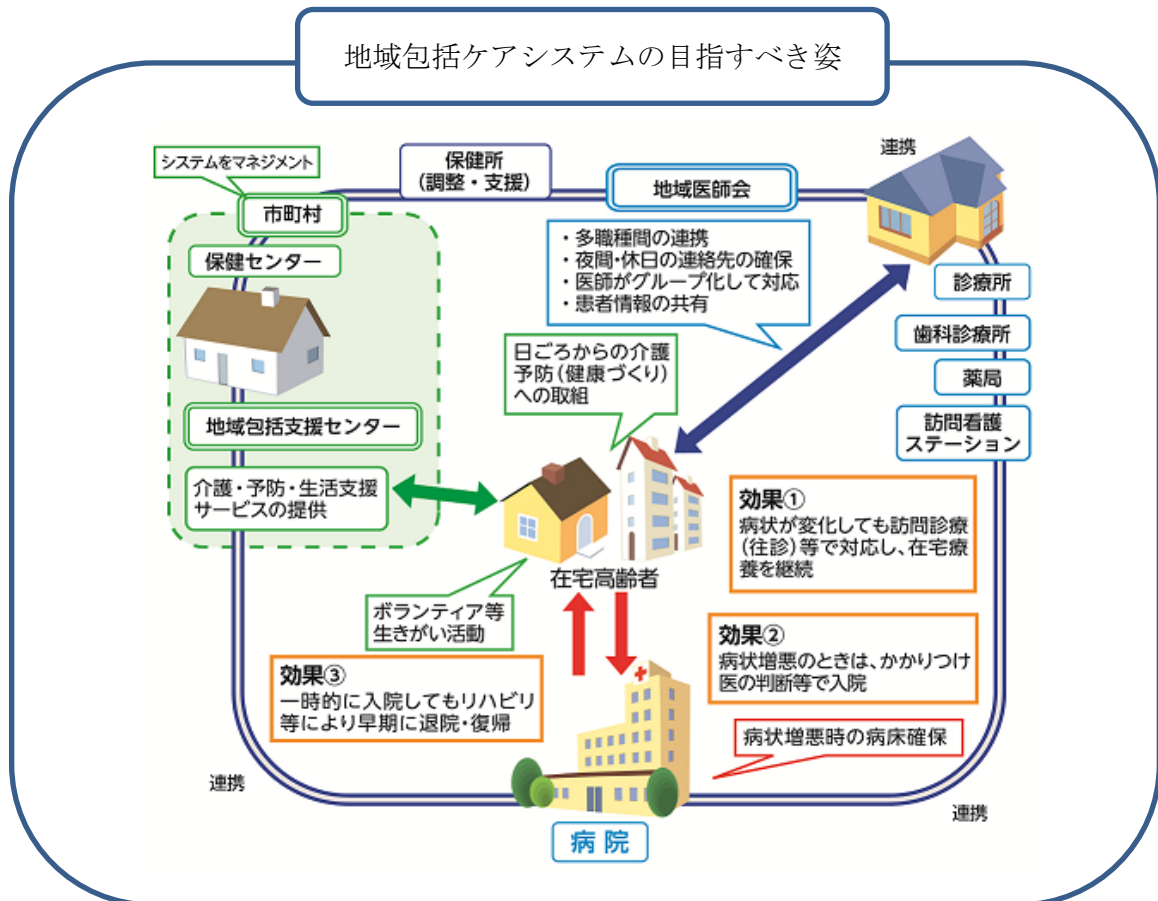 地域包括ケアシステムの目指すべき姿
システムをマネジメント
市町村
保健センター
地域包括支援センター
介護・予防・生活支援
サービスの提供
保健所
(調整・支援)
地域医師会
連携
・多職種間の連携
・夜間・休日の連絡先の確保
・医師がグループ化して対応
・患者情報の共有
診療所
歯科診療所
薬局
訪問看護
ステーション
日ごろからの介護
予防(健康づくり)
への取組
在宅高齢者
ボランティア等
生きがい活動
効果①
病状が変化しても訪問診療
(往診)等で対応し、在宅療
養を継続
効果②
病状増悪のときは、かかりつけ
医の判断等で入院
効果③
一時的に入院してもリハビリ
等により早期に退院・復帰
病状増悪時の病床確保
連携
連携
病院